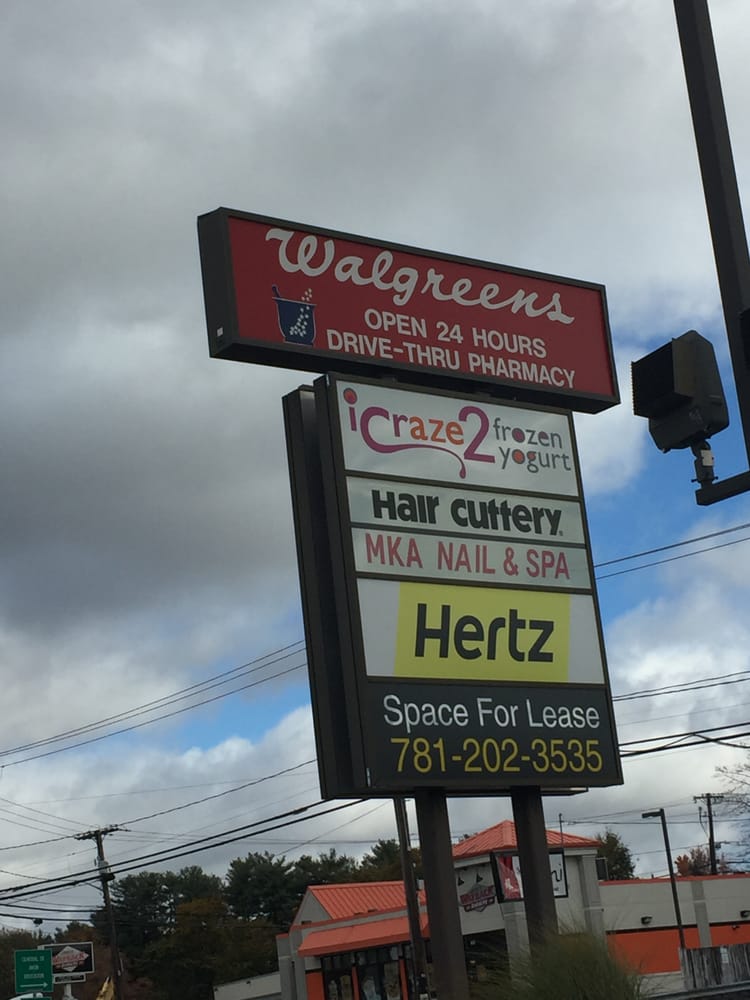 Walgreens
OPEN 24 HOURS
DRIVE-THRU PHARMACY
iCraze2 frozen
yogurt
Hair cuttery
MKA NAIL & SPA
Hertz
Space For Lease
781-202-3535